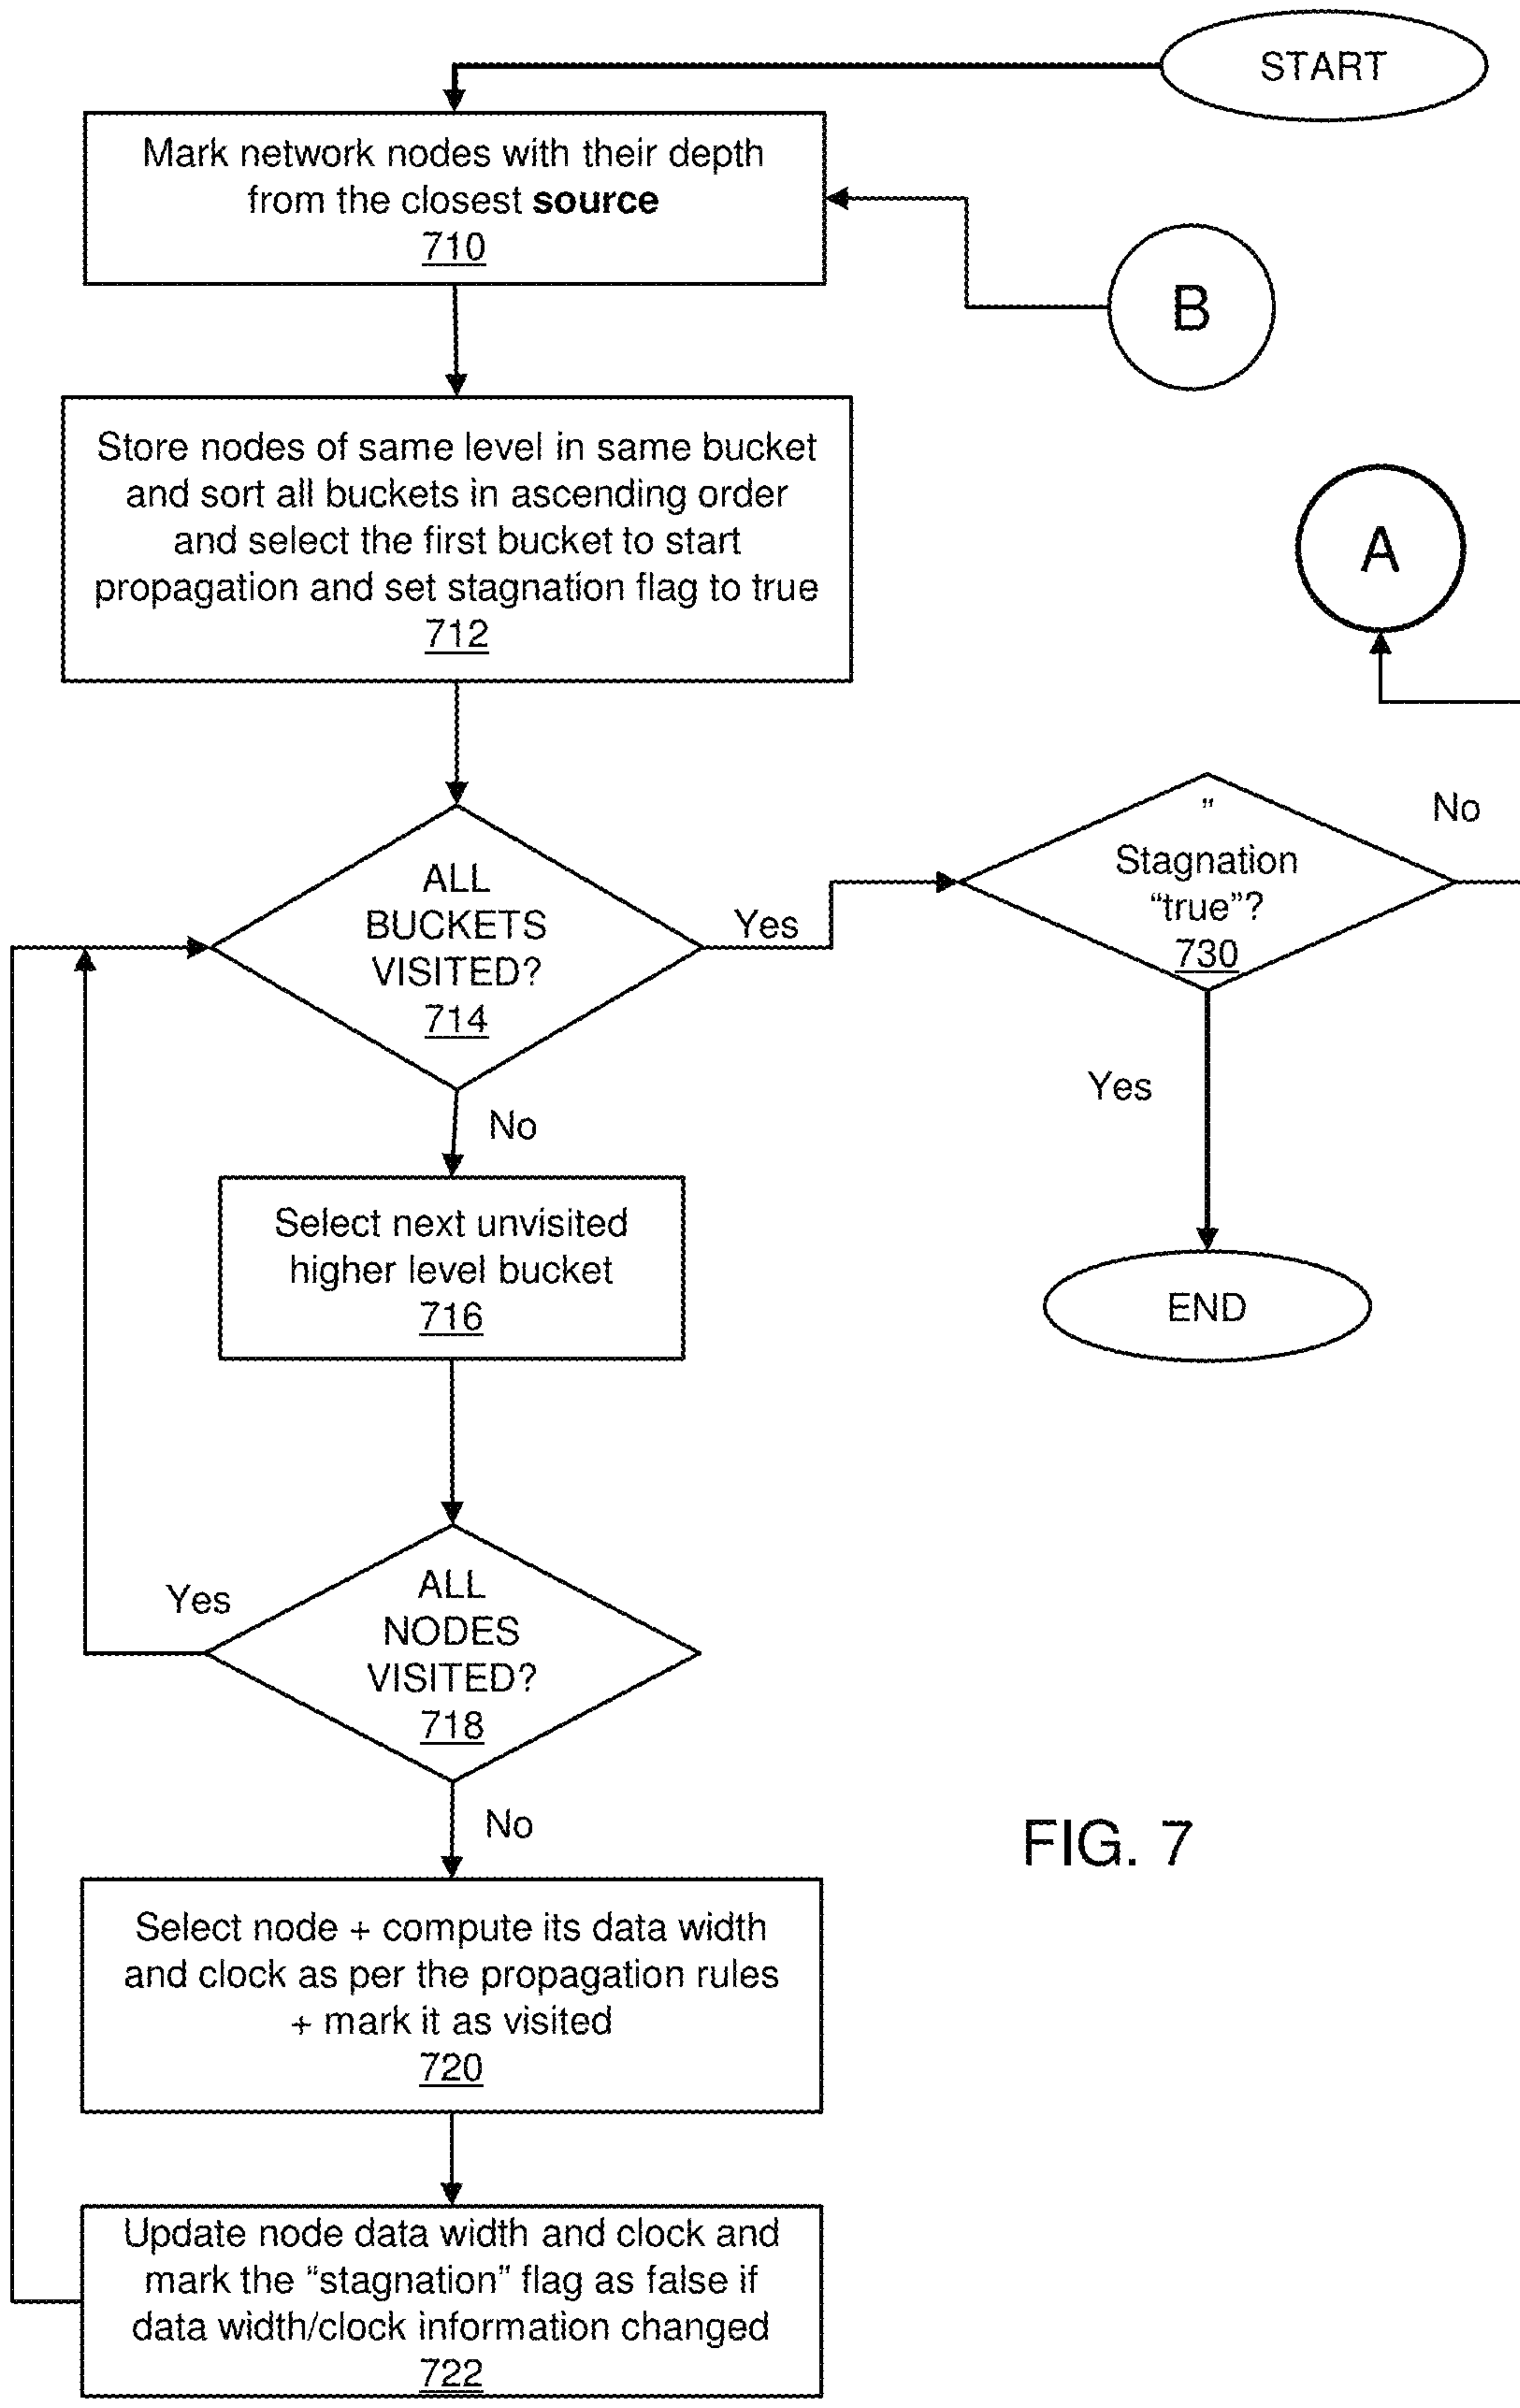 START
Mark network nodes with their depth
from the closest source
710
B
Store nodes of same level in same bucket
and sort all buckets in ascending order
and select the first bucket to start
propagation and set stagnation flag to true
712
A
ALL
BUCKETS
VISITED?
714
Yes
”
Stagnation
“true”?
730
No
Yes
END
No
Select next unvisited
higher level bucket
716
ALL
NODES
VISITED?
718
Yes
No
Select node + compute its data width
and clock as per the propagation rules
+ mark it as visited
720
Update node data width and clock and
mark the “stagnation” flag as false if
data width/clock information changed
722
FIG. 7